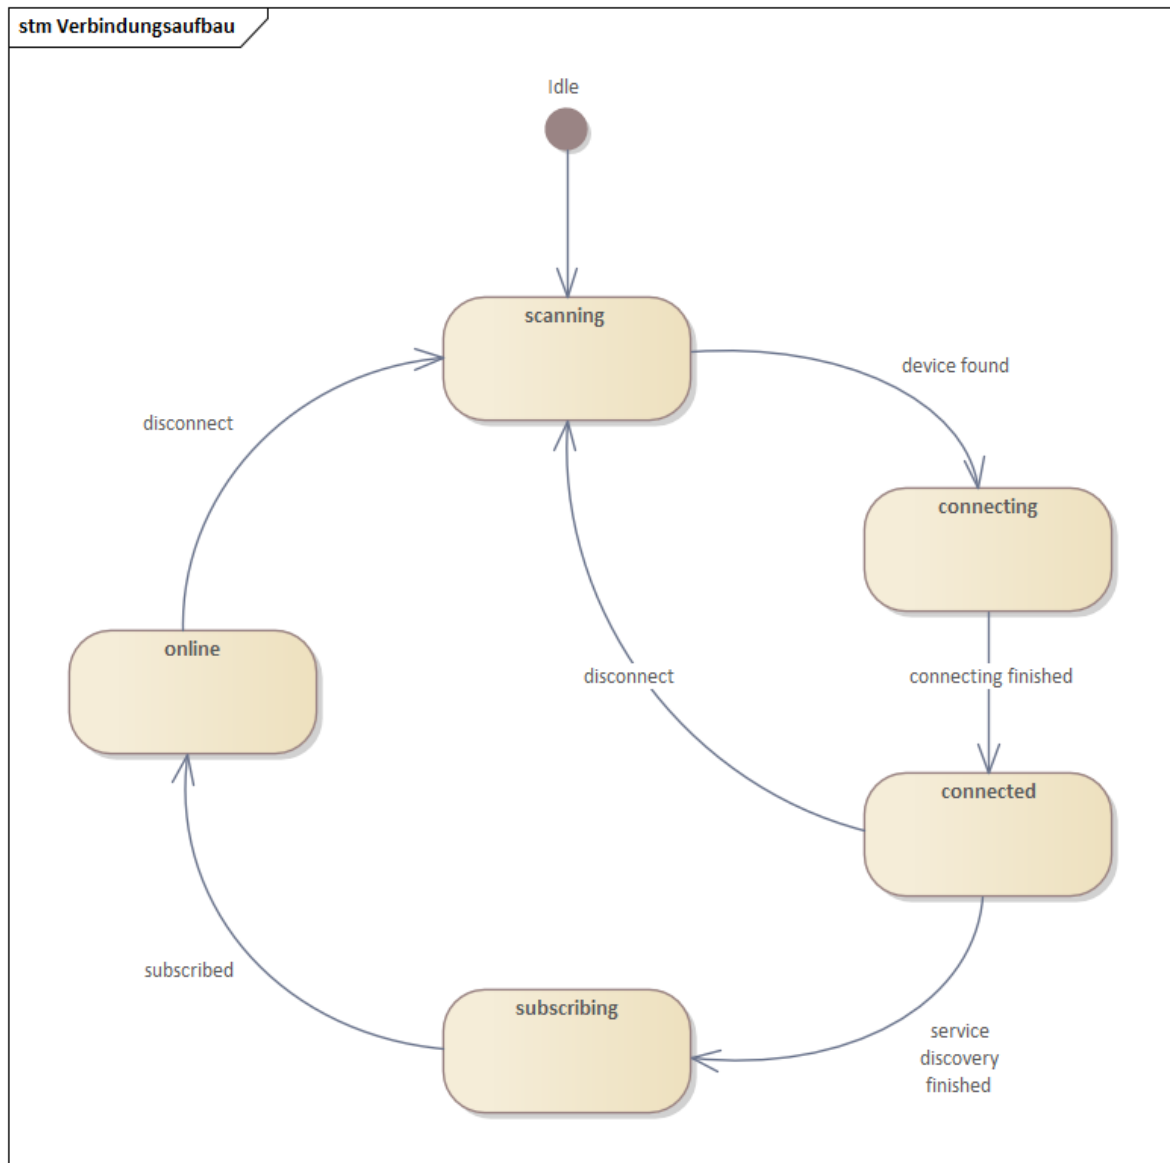 stm Verbindungsaufbau
Idle
scanning
device found
disconnect
connecting
online
disconnect
connecting finished
connected
subscribed
subscribing
service
discovery
finished